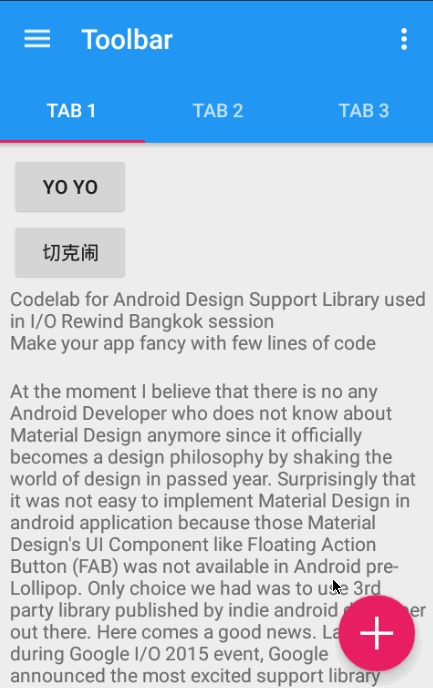 Toolbar
TAB 1 TAB 2 TAB 3
YO YO
切克闹
Codelab for Android Design Support Library used
in I/O Rewind Bangkok session
Make your app fancy with few lines of code
At the moment I believe that there is no any
Android Developer who does not know about
Material Design anymore since it officially
becomes a design philosophy by shaking the
world of design in passed year. Surprisingly that
it was not easy to implement Material Design in
android application because those Material
Design's UI Component like Floating Action
Button (FAB) was not available in Android pre-
Lollipop. Only choice we had was to use 3rd
party library published by indie android
out there. Here comes a good news.
during Google I/O 2015 event, Google
announced the most excited support library